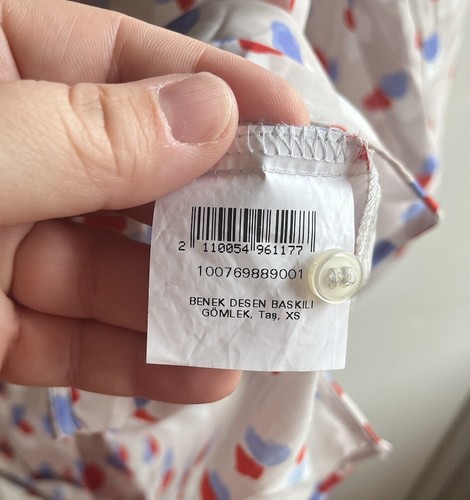 2 110054 961177
100769889001
BENEK DESEN BASKILI
GÖMLEK, Taş, XS